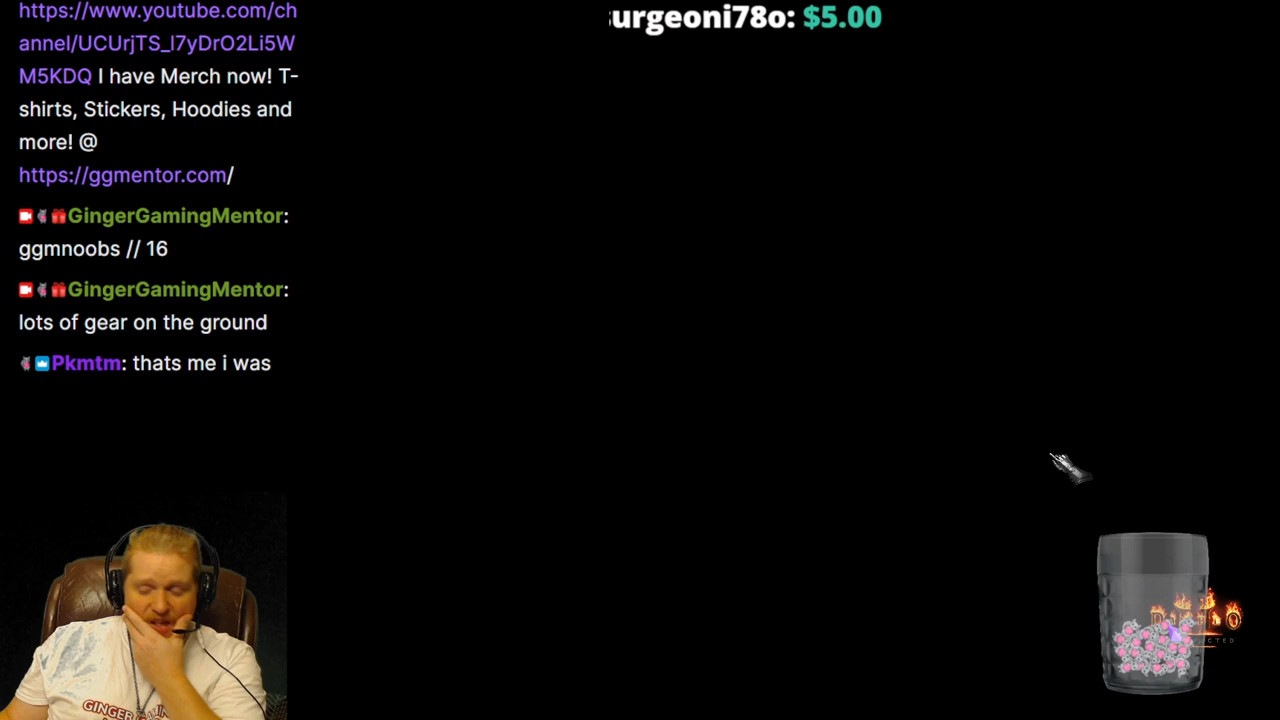 https://www.youtube.com/ch
annel/UCUrjTS_l7yDrO2Li5W
M5KDQ I have Merch now! T-
shirts, Stickers, Hoodies and
more! @
https://ggmentor.com/
GingerGamingMentor:
ggmnoobs // 16
GingerGamingMentor:
lots of gear on the ground
Pkmtm: thats me i was
urgeoni78o: $5.00
GINGER